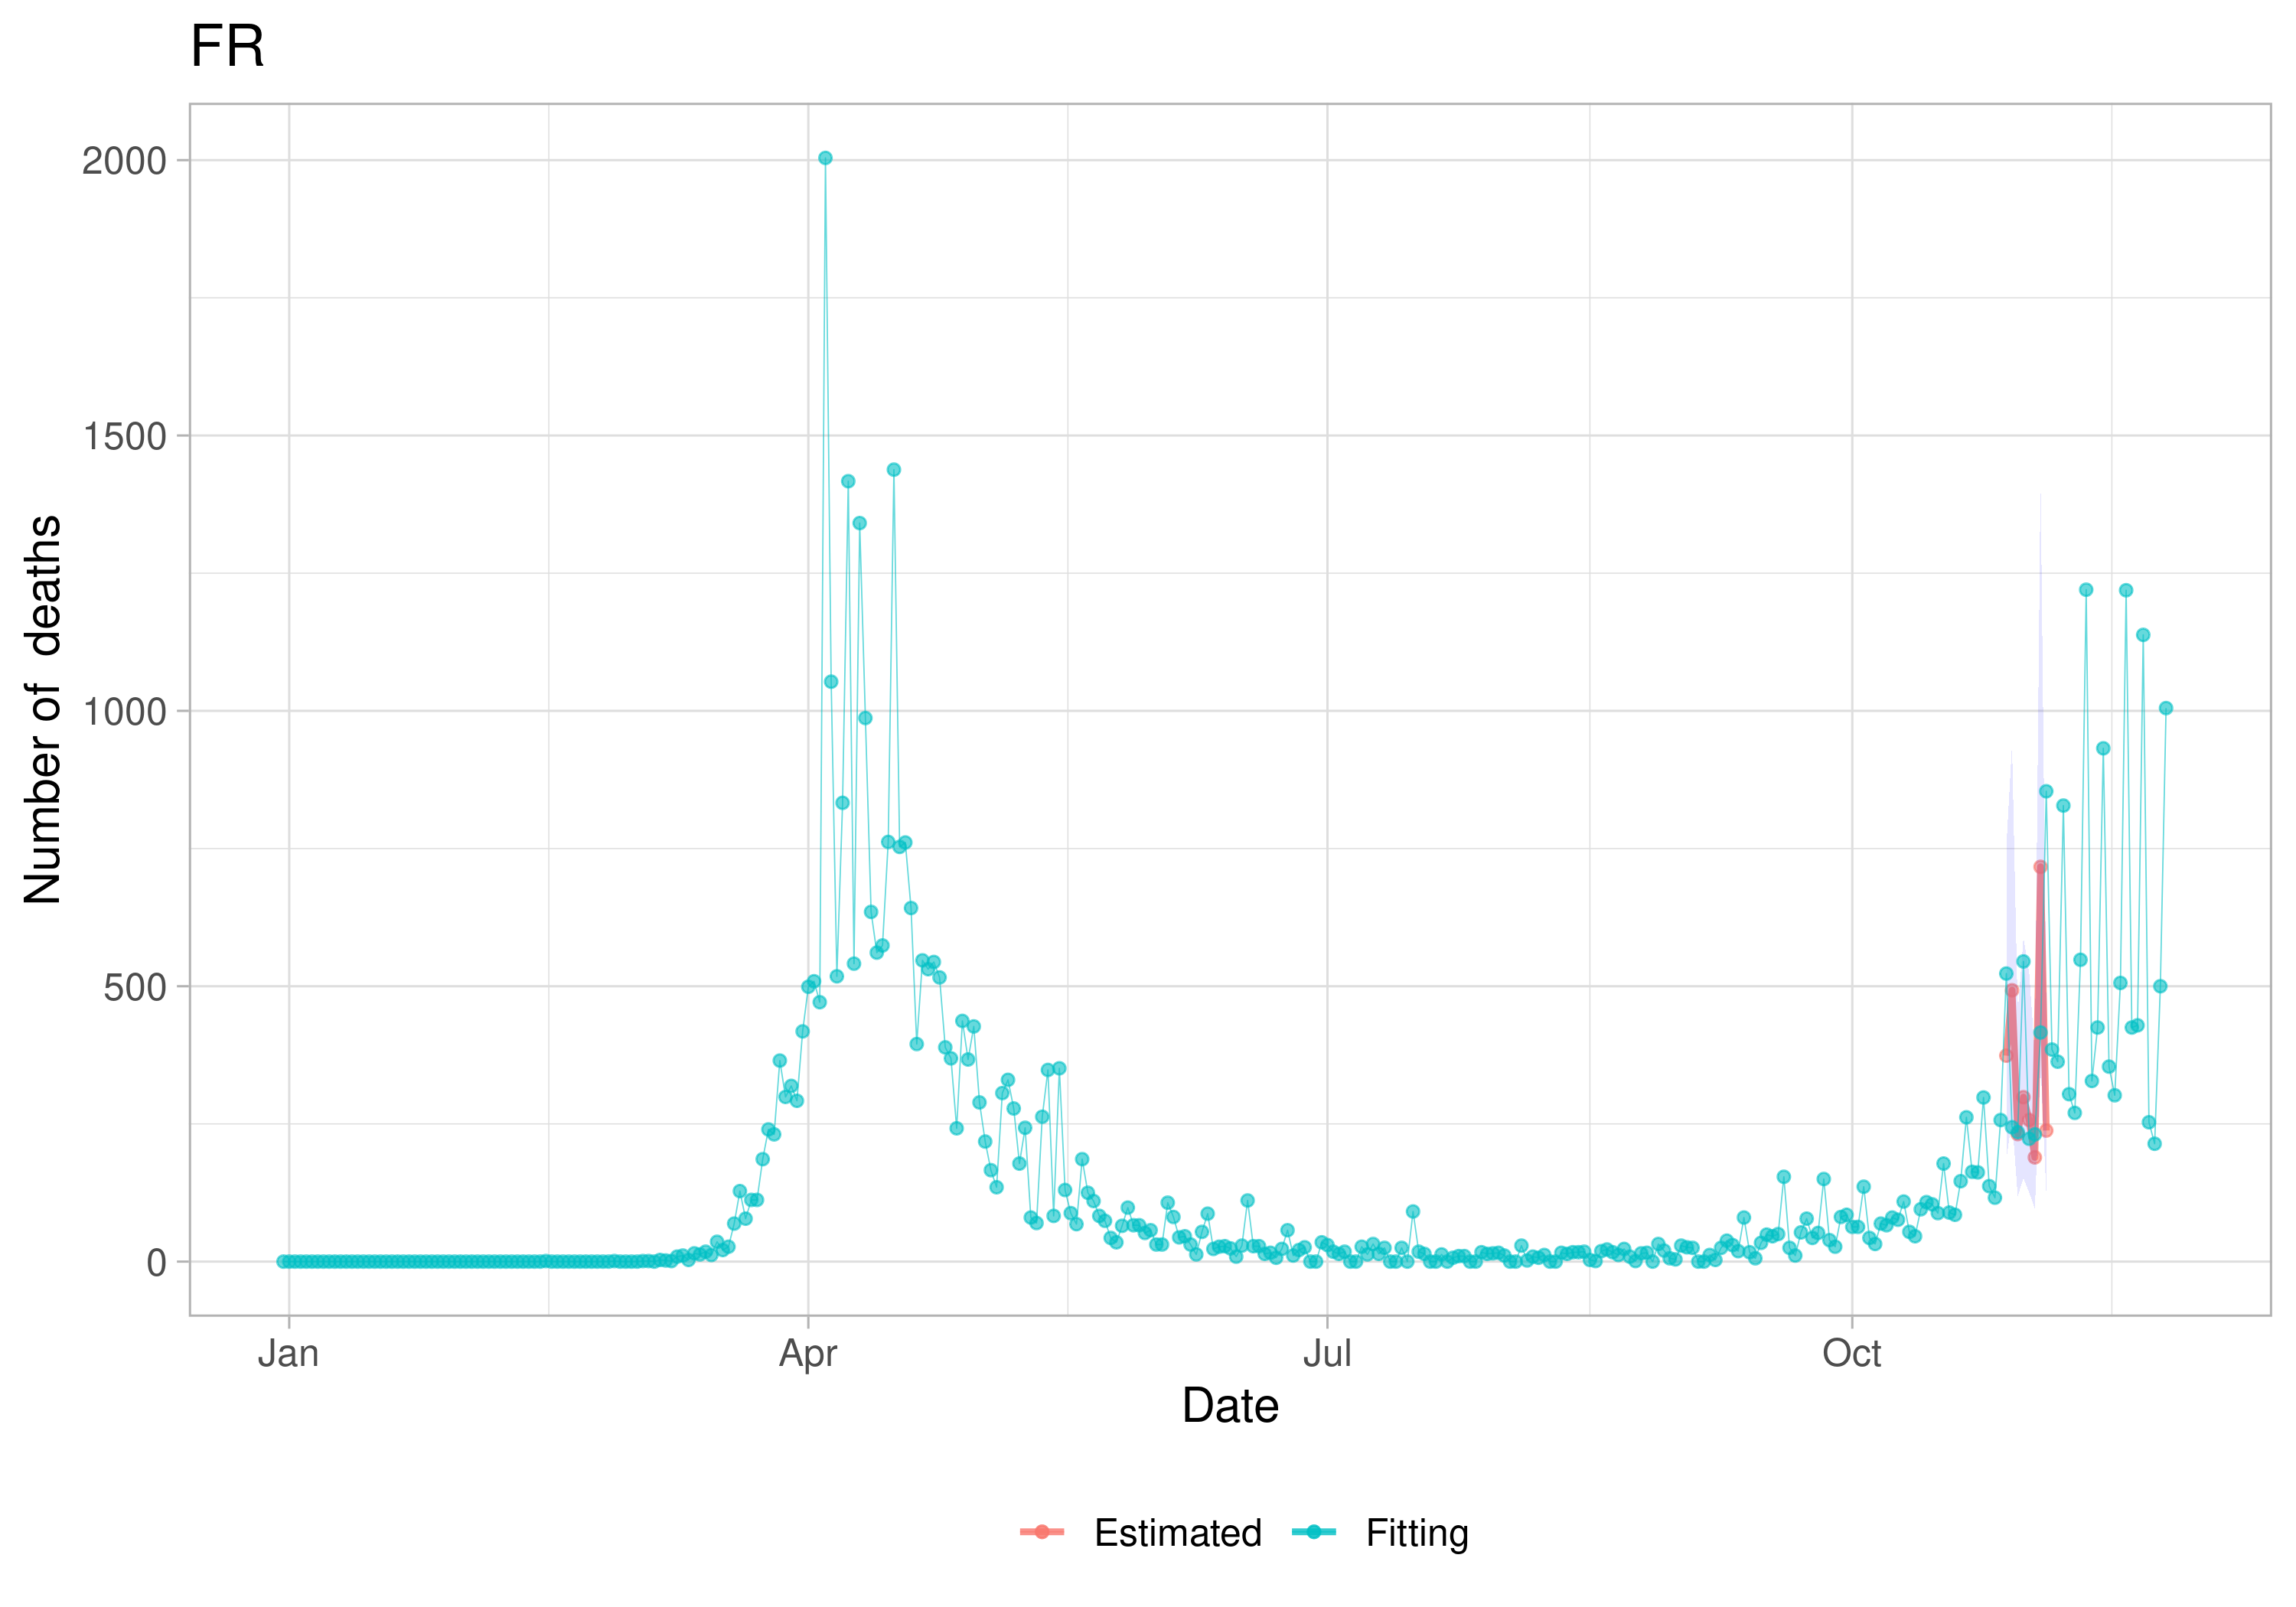 FR
Number of deaths
2000
1500
1000
500
0
Jan Apr Jul Oct
Date
Estimated Fitting